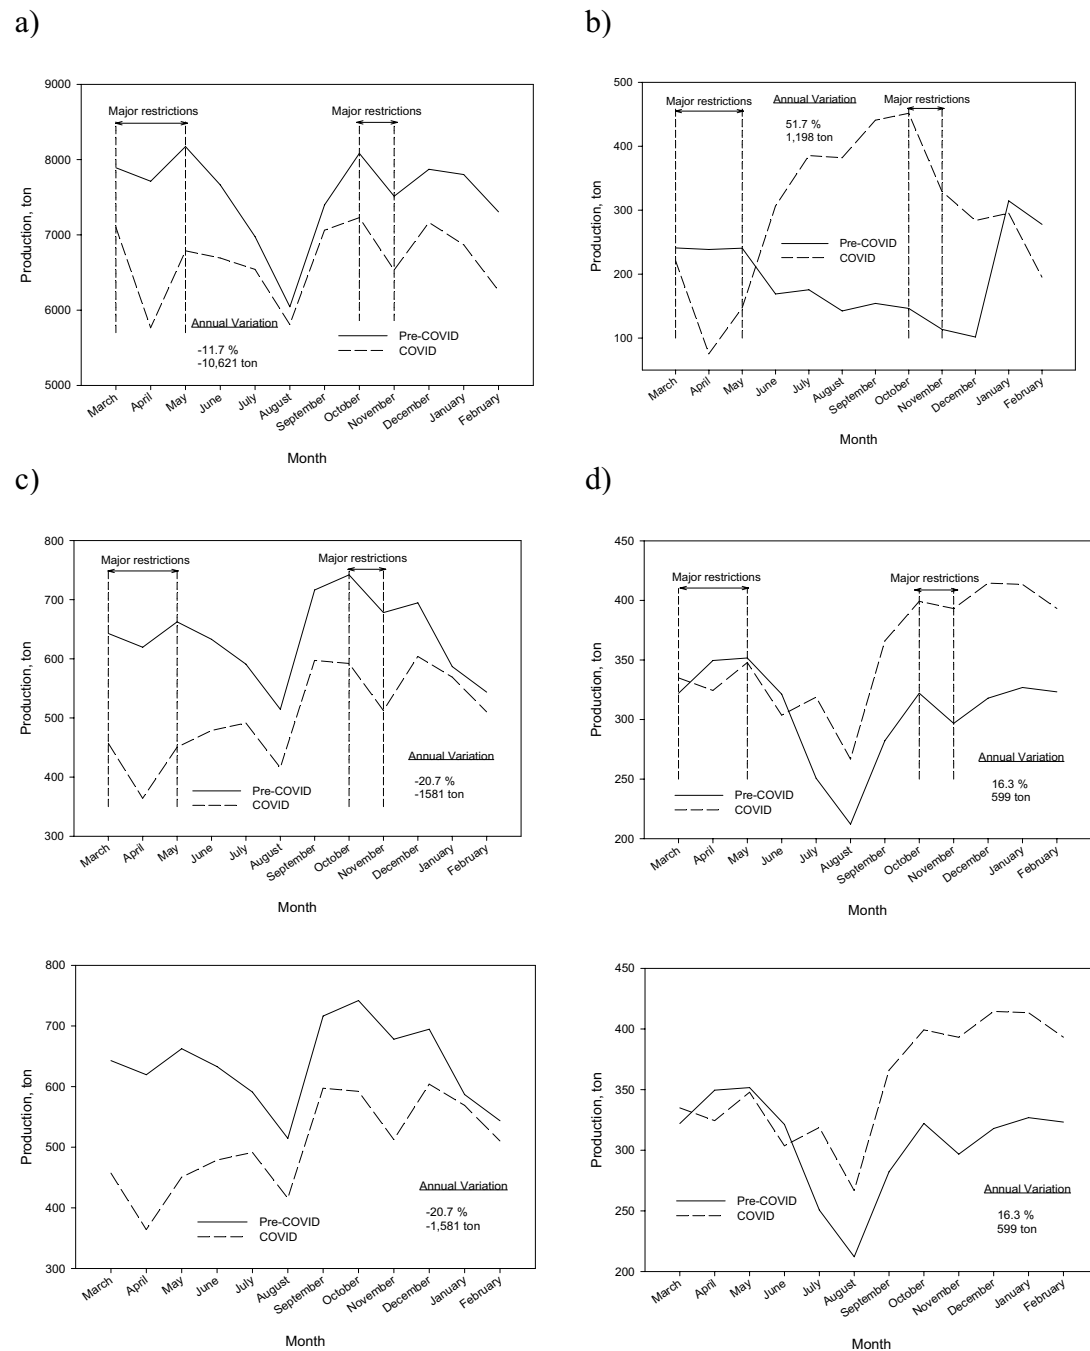 a)
9000
8000
7000
6000
5000
Production, ton
Major restrictions
Major restrictions
Annual Variation
-11.7 %
-10,621 ton
Pre-COVID
COVID
March
April
May
June
July
August
September
October
November
December
January
February
Month
b)
500
400
300
200
100
Production, ton
Major restrictions
Annual Variation
Major restrictions
51.7 %
1,198 ton
Pre-COVID
COVID
March
April
May
June
July
August
September
October
November
December
January
February
Month
c)
800
700
600
500
400
300
Production, ton
Major restrictions
Major restrictions
Annual Variation
-20.7 %
-1581 ton
Pre-COVID
COVID
March
April
May
June
July
August
September
October
November
December
January
February
Month
d)
450
400
350
300
250
200
Production, ton
Major restrictions
Major restrictions
Annual Variation
16.3 %
599 ton
Pre-COVID
COVID
March
April
May
June
July
August
September
October
November
December
January
February
Month
800
700
600
500
400
300
Production, ton
Annual Variation
-20.7 %
-1,581 ton
Pre-COVID
COVID
March
April
May
June
July
August
September
October
November
December
January
February
Month
450
400
350
300
250
200
Production, ton
Annual Variation
16.3 %
599 ton
Pre-COVID
COVID
March
April
May
June
July
August
September
October
November
December
January
February
Month